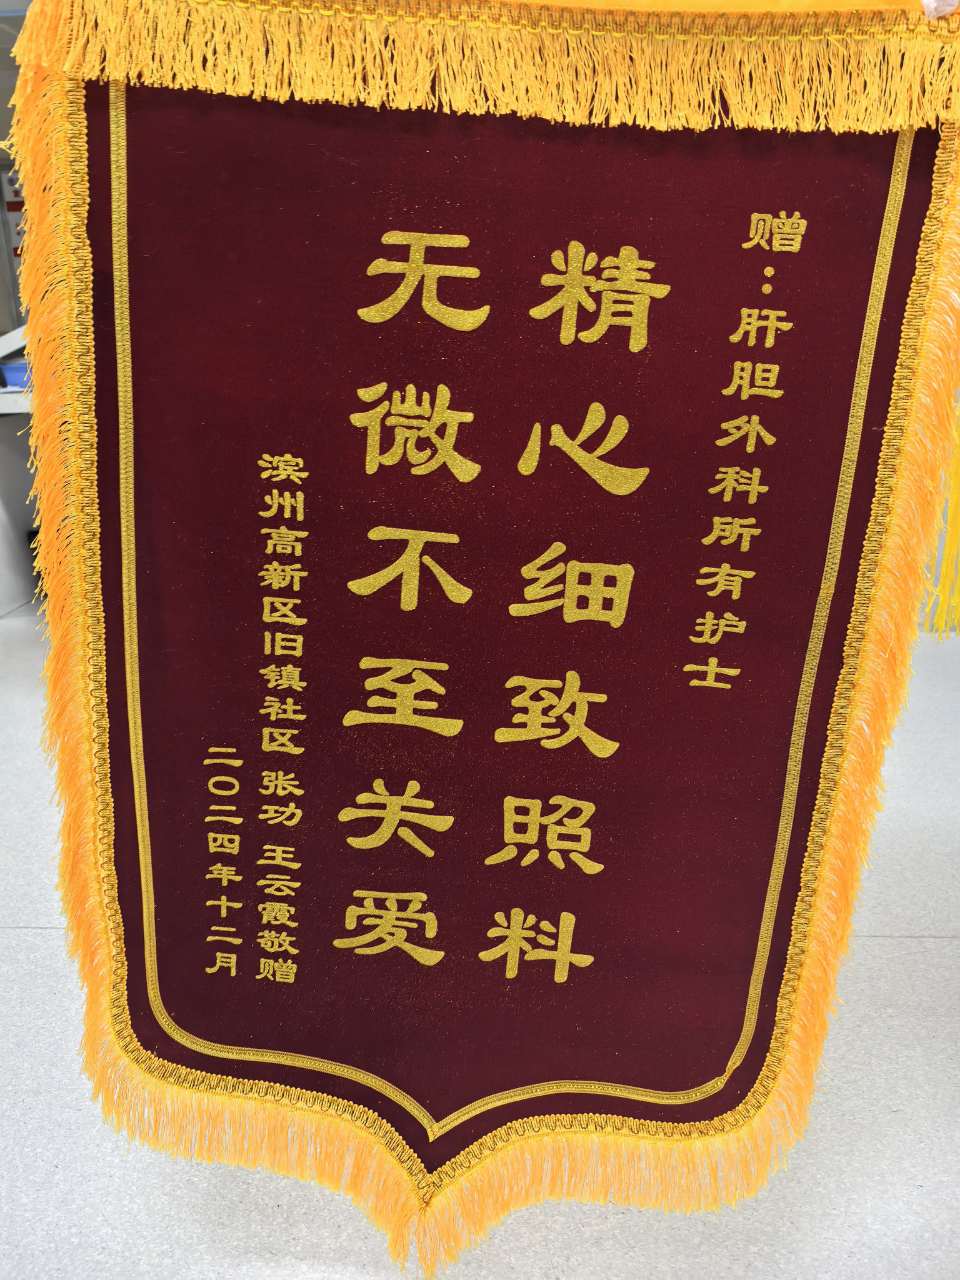 赠：肝胆外科所有护士
精心细致照料
无微不至关爱
滨州高新区旧镇社区 张功 王云霞敬赠
二〇二四年十二月